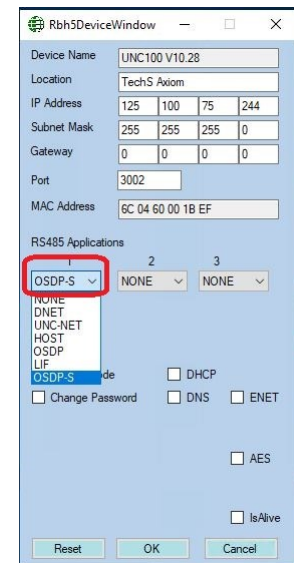 Rbh5DeviceWindow
Device Name UNC100 V10.28
Location TechS Axiom
IP Address 125 100 75 244
Subnet Mask 255 255 255 0
Gateway 0 0 0 0
Port 3002
MAC Address 6C 04 60 00 1B EF
RS485 Applications
1 2 3
OSDP-S NONE NONE
NONE
DNET
UNC-NET
HOST
OSDP
LIF
OSDP-S de DHCP
Change Password DNS ENET
AES
IsAlive
Reset OK Cancel